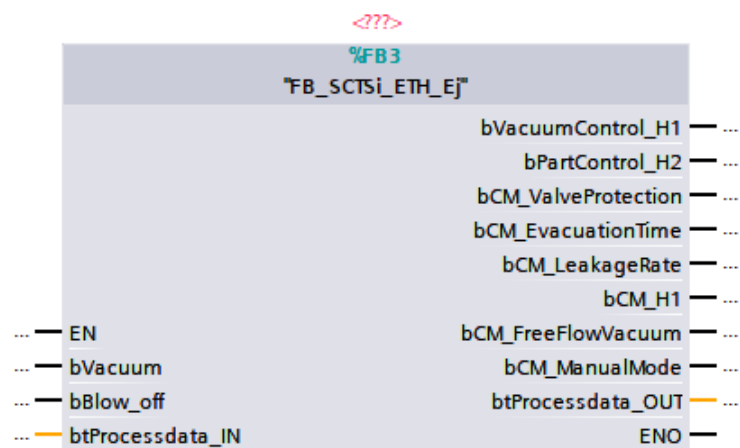 <???>
%FB3
"FB_SCTSi_ETH_Ej"
bVacuumControl_H1 ...
bPartControl_H2 ...
bCM_ValveProtection ...
bCM_EvacuationTime ...
bCM_LeakageRate ...
bCM_H1 ...
... EN bCM_FreeFlowVacuum ...
... bVacuum bCM_ManualMode ...
... bBlow_off btProcessdata_OUT ...
... btProcessdata_IN ENO